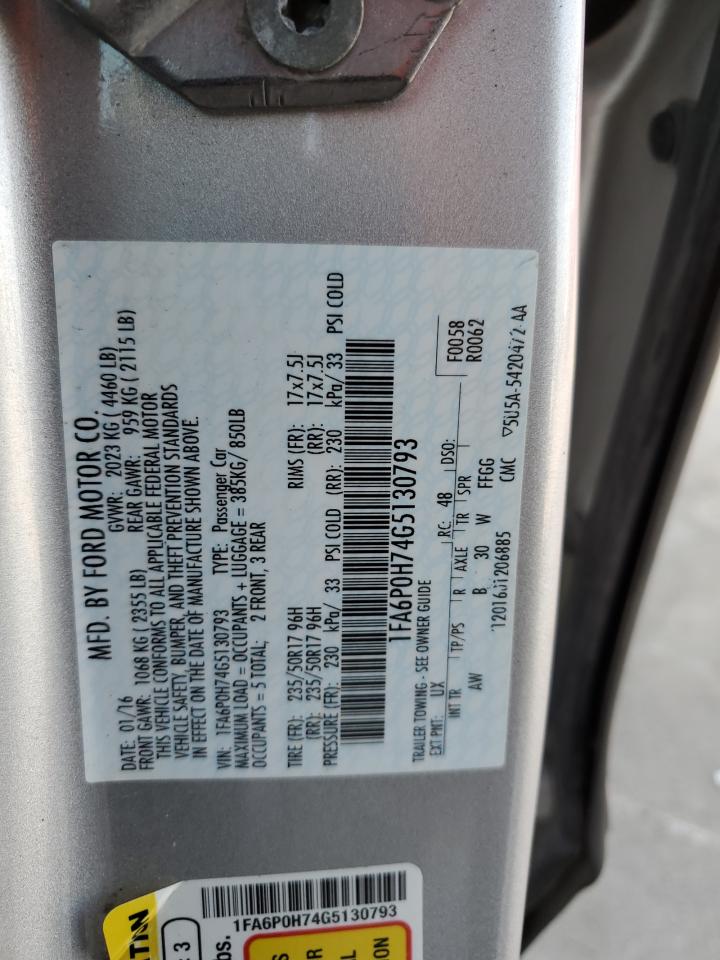 MFD. BY FORD MOTOR CO.
DATE: 01/16 GVWR: 2023 KG ( 4460 LB)
FRONT GAWR: 1068 KG ( 2355 LB) REAR GAWR: 959 KG ( 2115 LB)
THIS VEHICLE CONFORMS TO ALL APPLICABLE FEDERAL MOTOR
VEHICLE SAFETY, BUMPER, AND THEFT PREVENTION STANDARDS
IN EFFECT ON THE DATE OF MANUFACTURE SHOWN ABOVE.
VIN: 1FA6P0H74G5130793 TYPE: Passenger Car
MAXIMUM LOAD = OCCUPANTS + LUGGAGE = 385KG/ 850LB
OCCUPANTS = 5 TOTAL; 2 FRONT, 3 REAR
TIRE (FR): 235/50R17 96H RIMS (FR): 17x7.5J
(RR): 235/50R17 96H (RR): 17x7.5J
PRESSURE (FR): 230 kPa/ 33 PSI COLD (RR): 230 kPa/ 33 PSI COLD
1FA6P0H74G5130793
TRAILER TOWING - SEE OWNER GUIDE
F0058
R0062
EXT PNT: UX RC: 48 DSO:
INT TR TP/PS R AXLE TR SPR
AW B 30 W FFGG
12016 1206885 CMC ▽5U5A-5420472-AA
1FA6P0H74G5130793
3